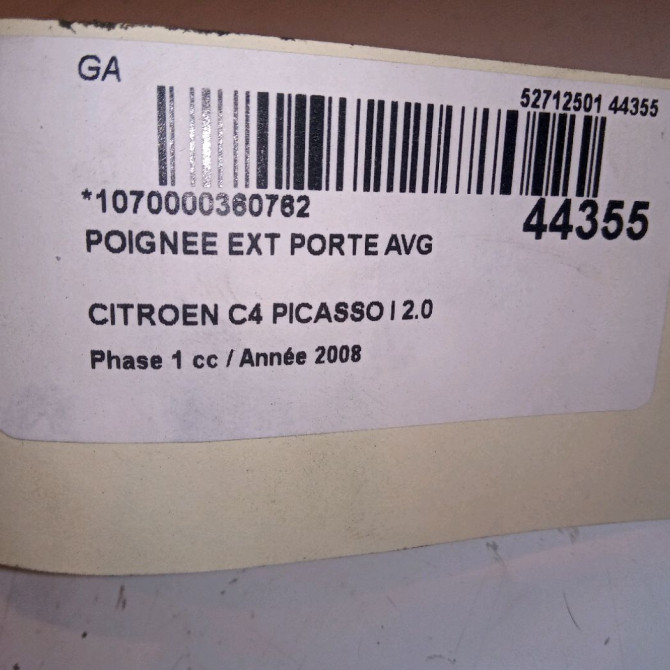 GA
52712501 44355
*1070000360762
44355
POIGNEE EXT PORTE AVG
CITROEN C4 PICASSO I 2.0
Phase 1 cc / Année 2008